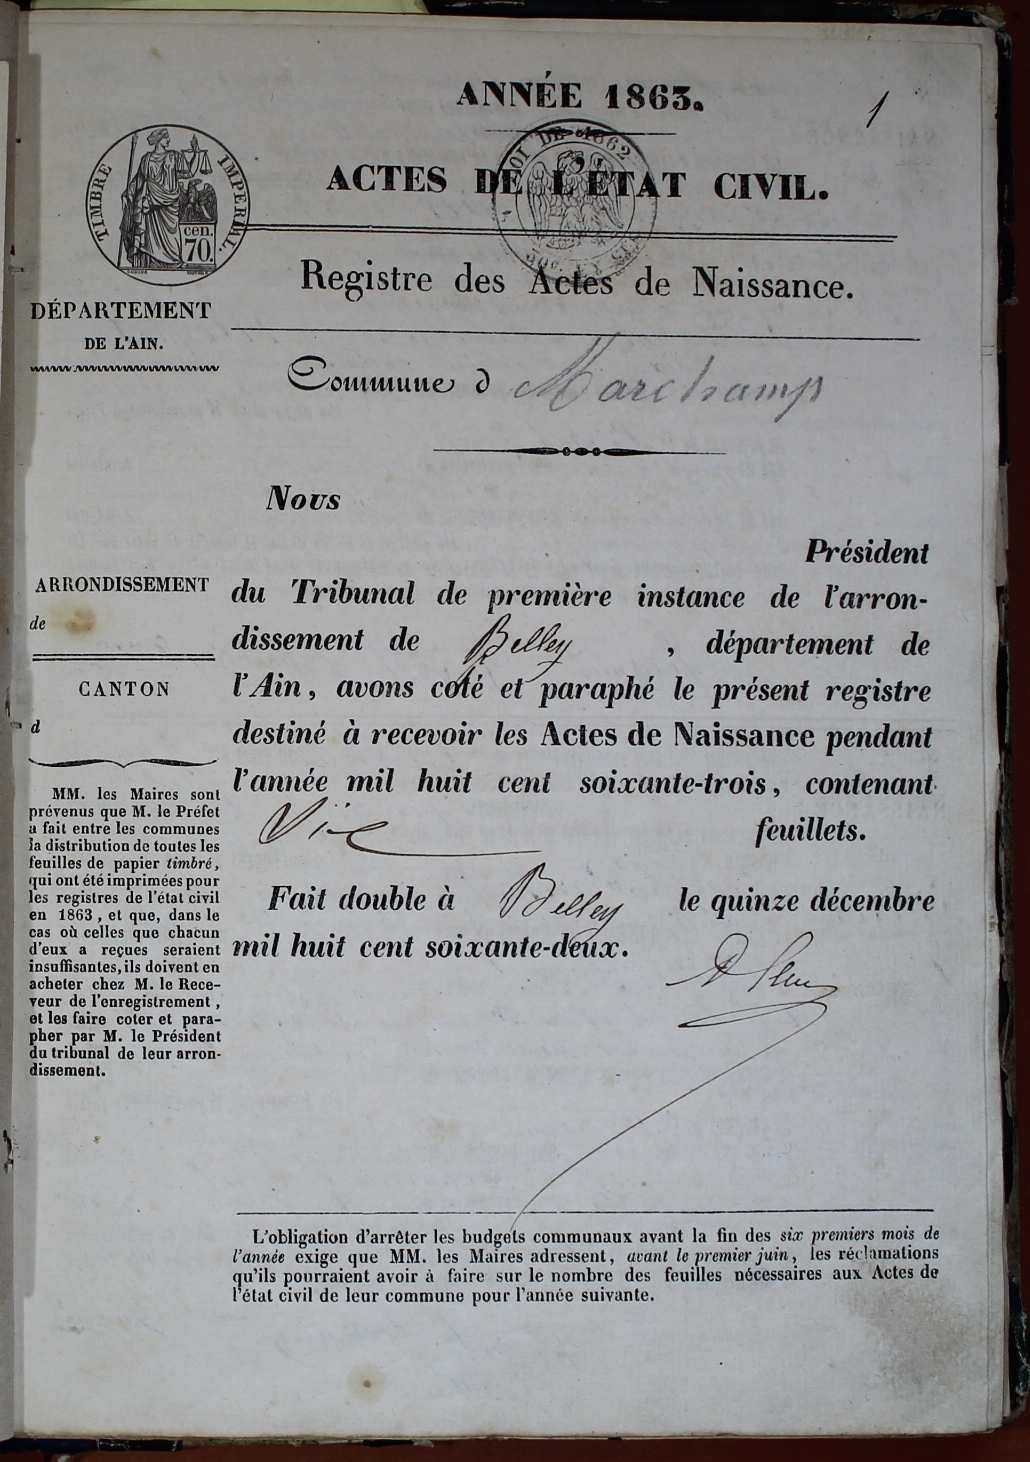 ANNÉE 1863.
1
ACTES DE L'ÉTAT CIVIL.
TIMBRE IMPERIAL.
cen.
70.
LOI DE 1862
Registre des Actes de Naissance.
DÉPARTEMENT
DE L'AIN.
Commune d Marchamp
Nous
Président
du Tribunal de première instance de l'arron-
dissement de Belley , département de
l'Ain, avons coté et paraphé le présent registre
destiné à recevoir les Actes de Naissance pendant
l'année mil huit cent soixante-trois, contenant
feuillets.
Fait double à Belley le quinze décembre
mil huit cent soixante-deux.
ARRONDISSEMENT
de
CANTON
d
MM. les Maires sont
prévenus que M. le Préfet
a fait entre les communes
la distribution de toutes les
feuilles de papier timbré,
qui ont été imprimées pour
les registres de l'état civil
en 1863, et que, dans le
cas où celles que chacun
d'eux a reçues seraient
insuffisantes, ils doivent en
acheter chez M. le Rece-
veur de l'enregistrement,
et les faire coter et para-
pher par M. le Président
du tribunal de leur arron-
dissement.
L'obligation d'arrêter les budgets communaux avant la fin des six premiers mois de
l'année exige que MM. les Maires adressent, avant le premier juin, les réclamations
qu'ils pourraient avoir à faire sur le nombre des feuilles nécessaires aux Actes de
l'état civil de leur commune pour l'année suivante.